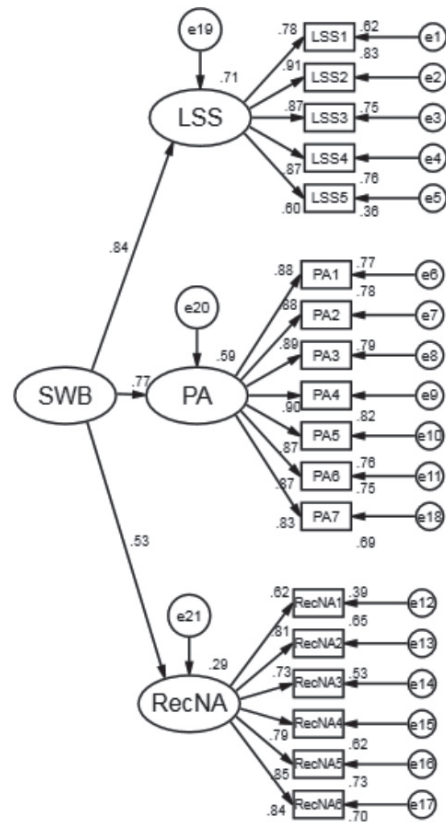 e19
.62
.78
LSS1
e1
.71
.83
.91
LSS2
e2
LSS
.87
LSS3
.75
e3
LSS4
e4
.87
.76
LSS5
e5
.60
.36
.84
e20
.77
.88
PA1
e6
.78
.88
PA2
e7
.59
.89
PA3
.79
e8
SWB
.77
PA
PA4
e9
.90
.82
PA5
e10
.87
.76
PA6
e11
.87
.75
PA7
e18
.83
.69
.53
e21
.62
RecNA1
.39
e12
.81
.65
RecNA2
e13
.29
.73
RecNA3
.53
e14
RecNA
RecNA4
e15
.79
.62
RecNA5
e16
.85
.73
RecNA6
e17
.84
.70